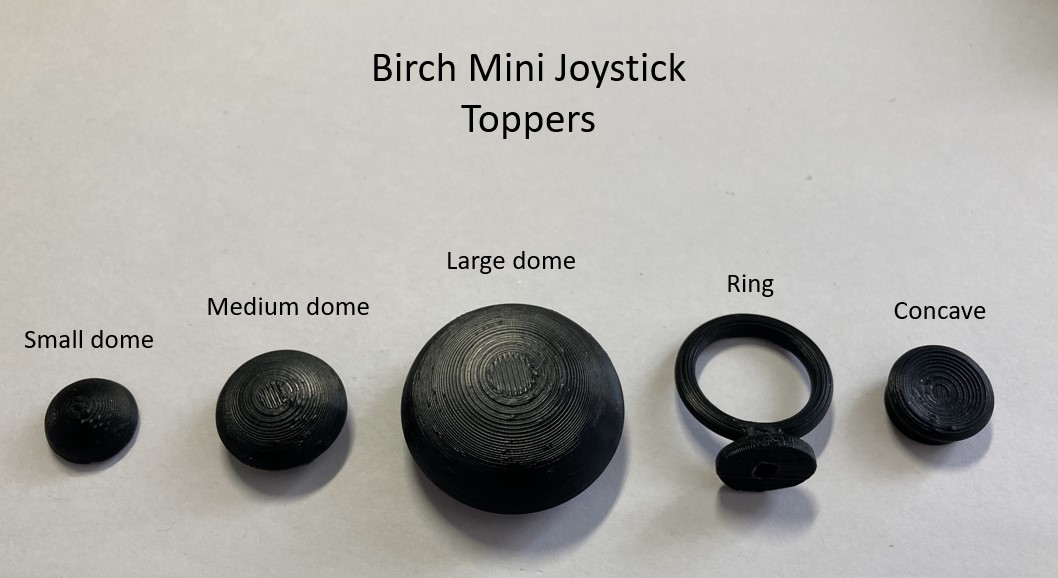 Birch Mini Joystick
Toppers
Large dome
Ring
Medium dome
Concave
Small dome